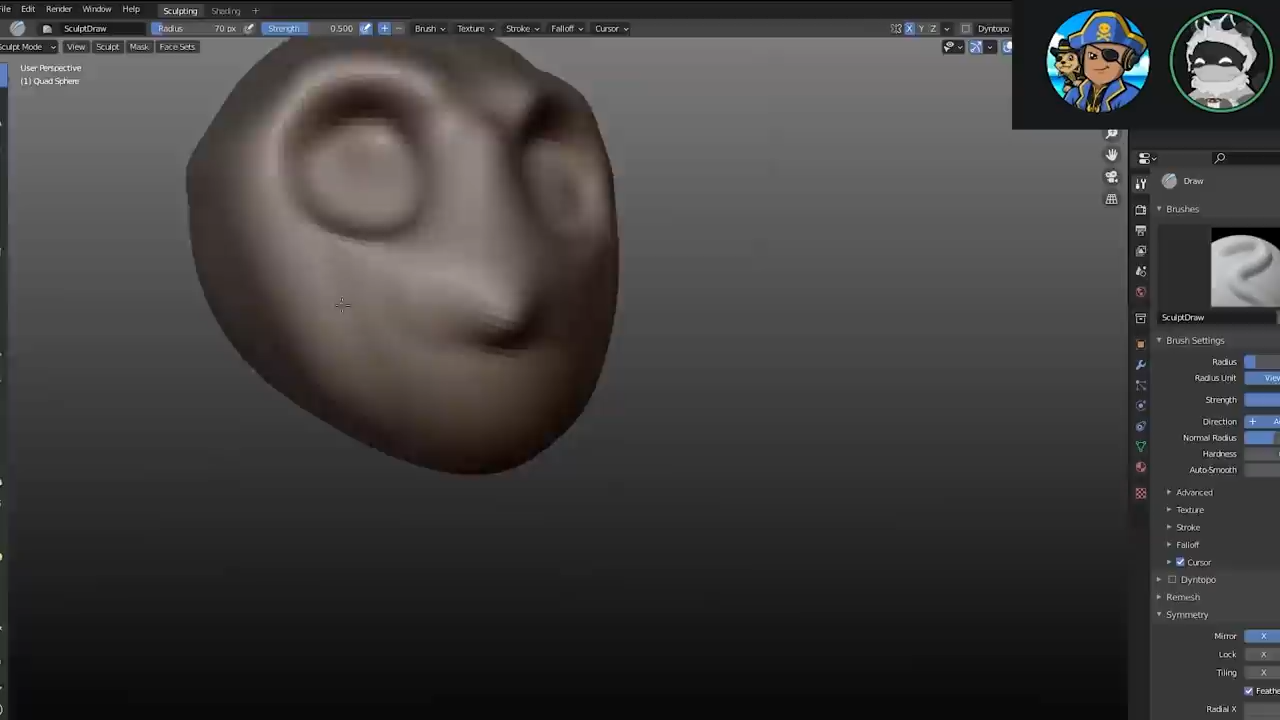 File Edit Render Window Help Sculpting Shading +
SculptDraw Radius 70 px Strength 0.500 Brush Texture Stroke Falloff Cursor X Y Z Dyntopo
Sculpt Mode View Sculpt Mask Face Sets
User Perspective
(1) Quad Sphere
Draw
Brushes
SculptDraw
Brush Settings
Radius
Radius Unit View
Strength
Direction
Normal Radius
Hardness
Auto-Smooth
Advanced
Texture
Stroke
Falloff
Cursor
Dyntopo
Remesh
Symmetry
Mirror X
Lock X
Tiling X
Feathe
Radial X